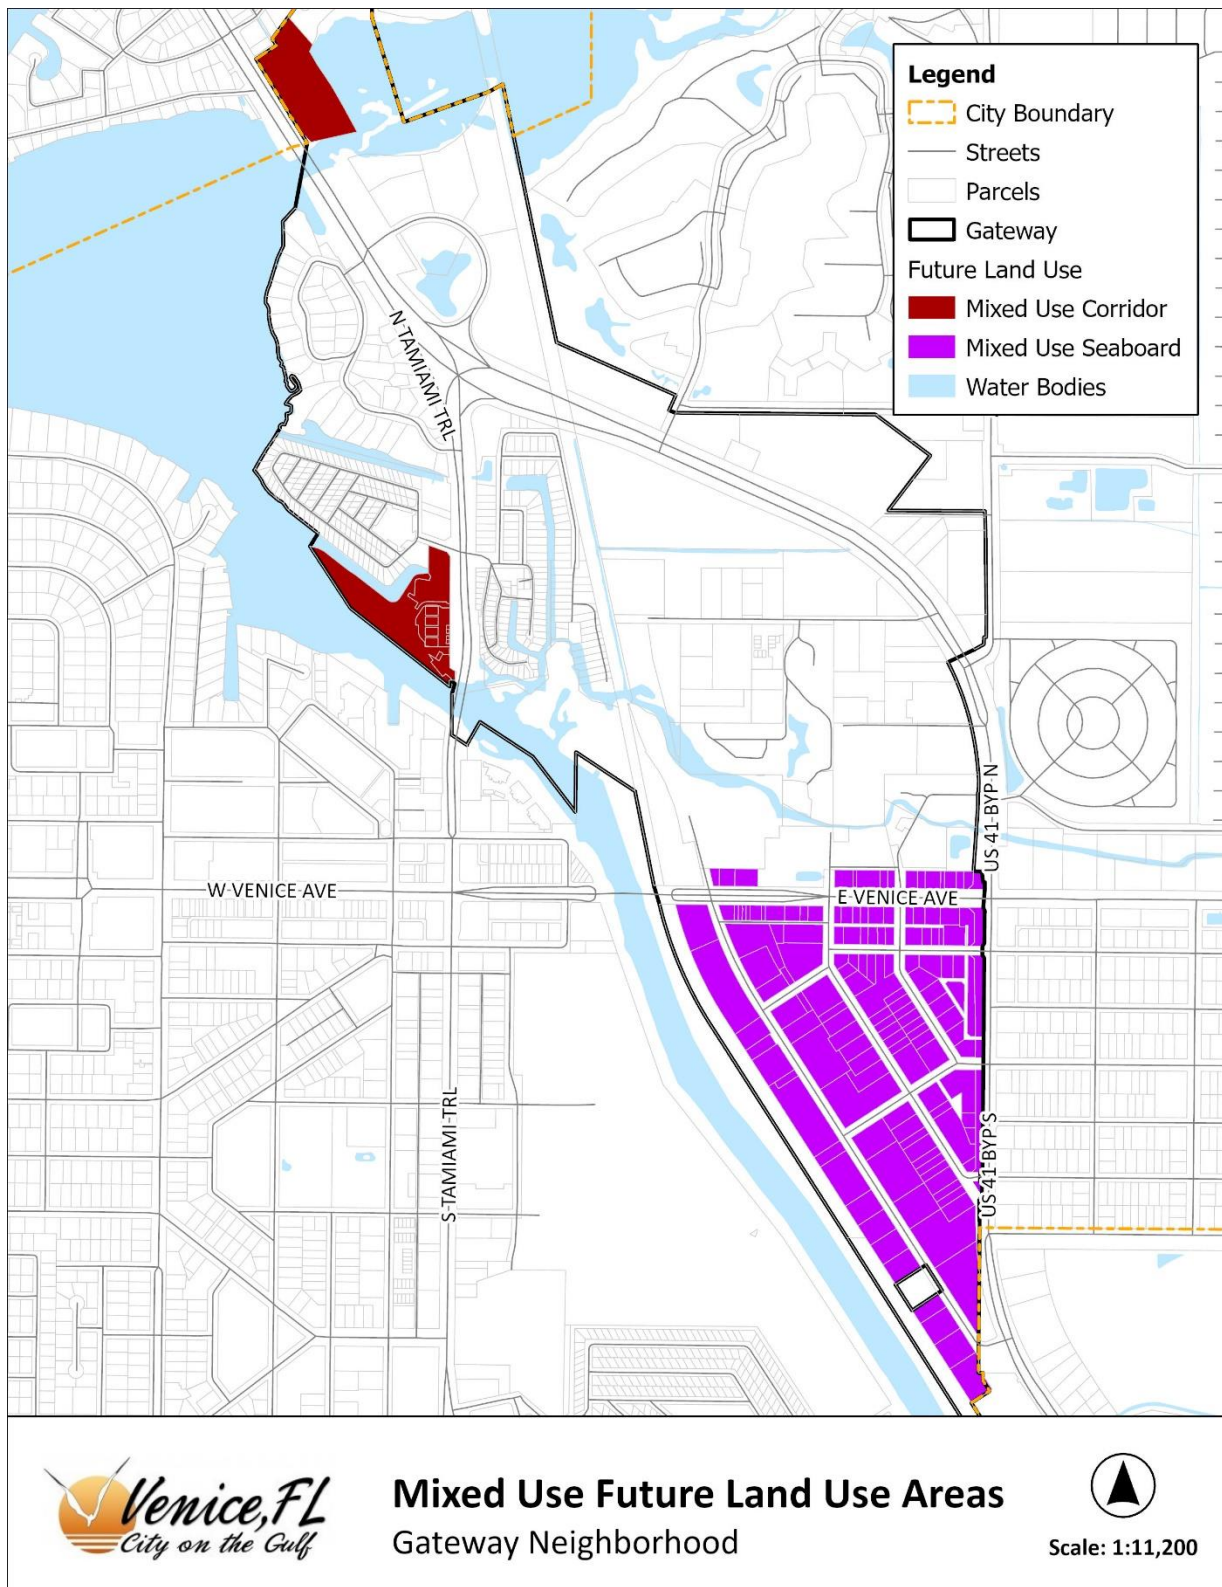 Legend
City Boundary
Streets
Parcels
Gateway
Future Land Use
Mixed Use Corridor
Mixed Use Seaboard
Water Bodies
N TAMIAMI TRL
US 41 BYP N
W VENICE AVE
E VENICE AVE
S TAMIAMI TRL
US 41 BYP S
Venice, FL
City on the Gulf
Mixed Use Future Land Use Areas
Gateway Neighborhood
Scale: 1:11,200